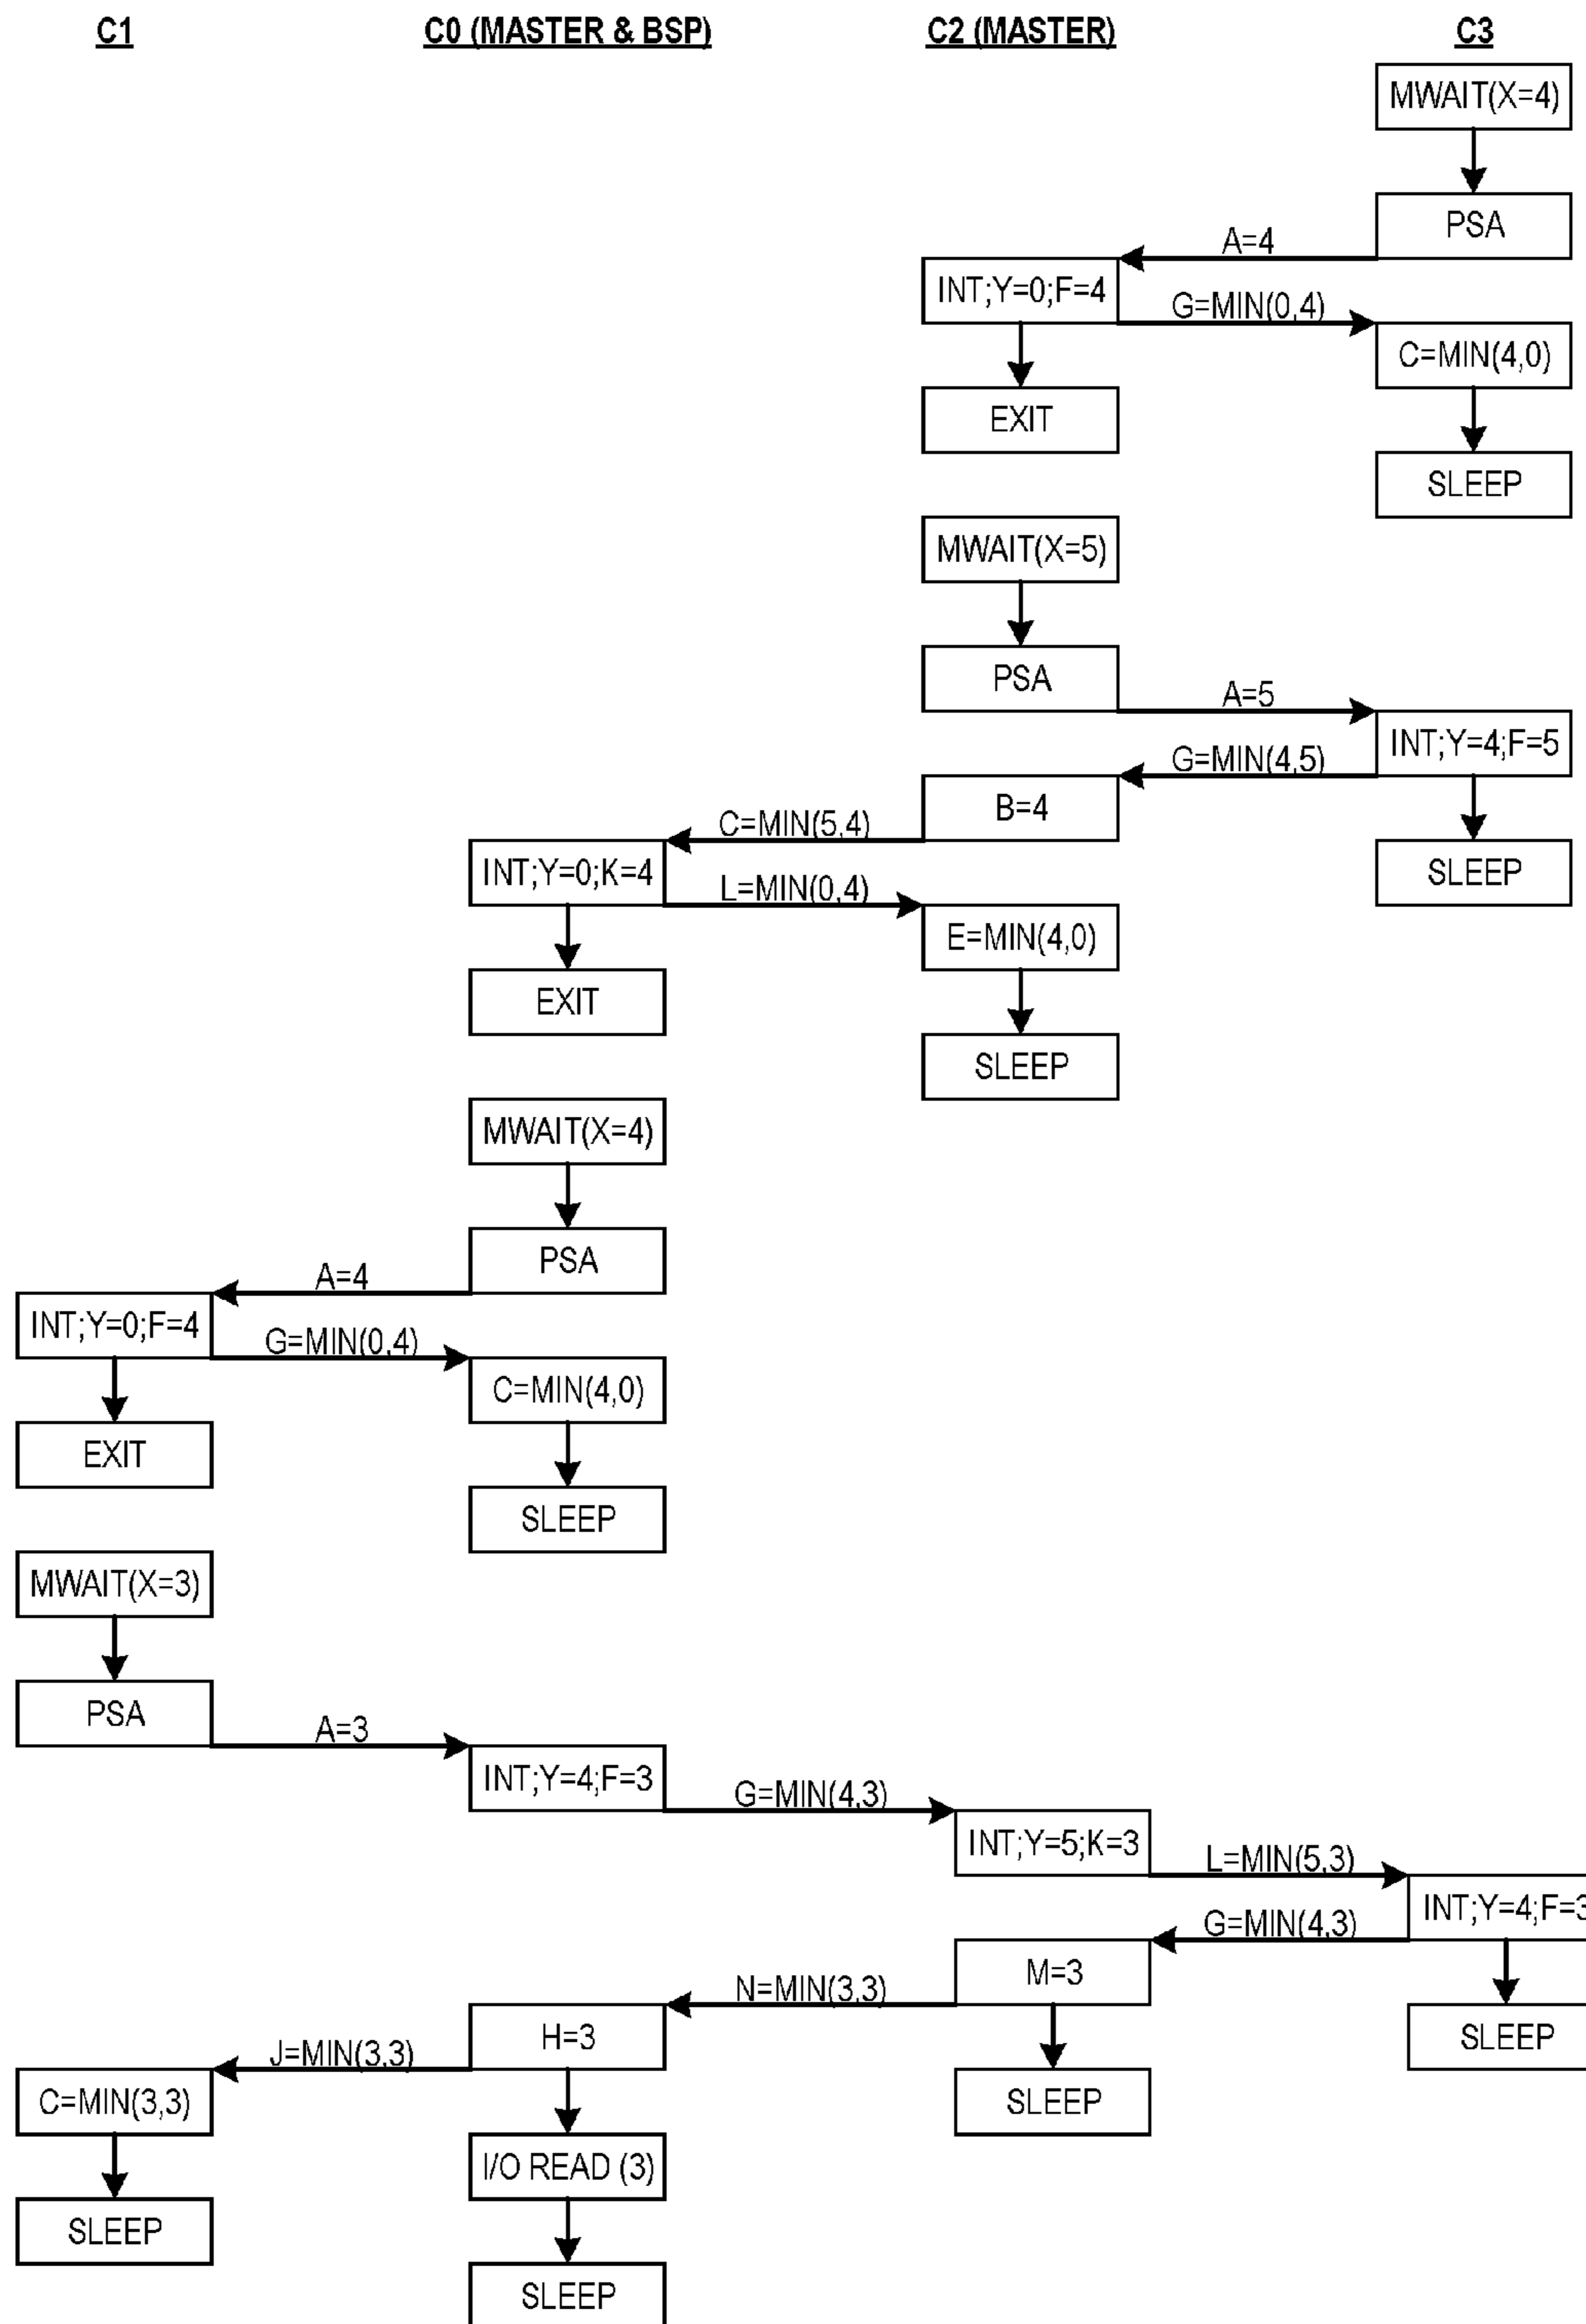 C1
C0 (MASTER & BSP)
C2 (MASTER)
C3
MWAIT(X=4)
PSA
A=4
INT;Y=0;F=4
G=MIN(0,4)
C=MIN(4,0)
EXIT
SLEEP
MWAIT(X=5)
PSA
A=5
INT;Y=4;F=5
G=MIN(4,5)
B=4
C=MIN(5,4)
SLEEP
INT;Y=0;K=4
L=MIN(0,4)
E=MIN(4,0)
EXIT
SLEEP
MWAIT(X=4)
PSA
A=4
INT;Y=0;F=4
G=MIN(0,4)
C=MIN(4,0)
EXIT
SLEEP
MWAIT(X=3)
PSA
A=3
INT;Y=4;F=3
G=MIN(4,3)
INT;Y=5;K=3
L=MIN(5,3)
INT;Y=4;F=3
G=MIN(4,3)
M=3
N=MIN(3,3)
SLEEP
H=3
J=MIN(3,3)
C=MIN(3,3)
SLEEP
I/O READ (3)
SLEEP
SLEEP